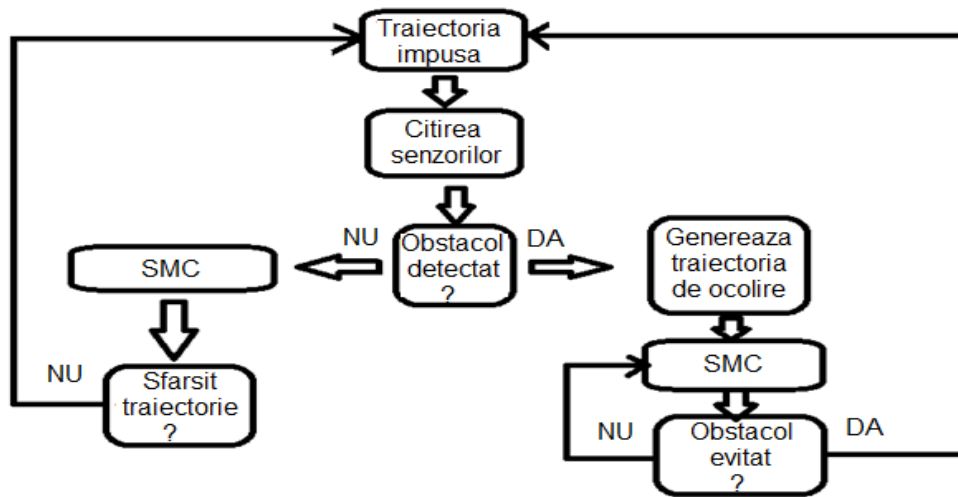 Traiectoria
impusa
Citirea
senzorilor
NU
Obstacol
detectat
?
DA
SMC
Genereaza
traiectoria
de ocolire
NU
Sfarsit
traiectorie
?
SMC
NU
Obstacol
evitat
?
DA